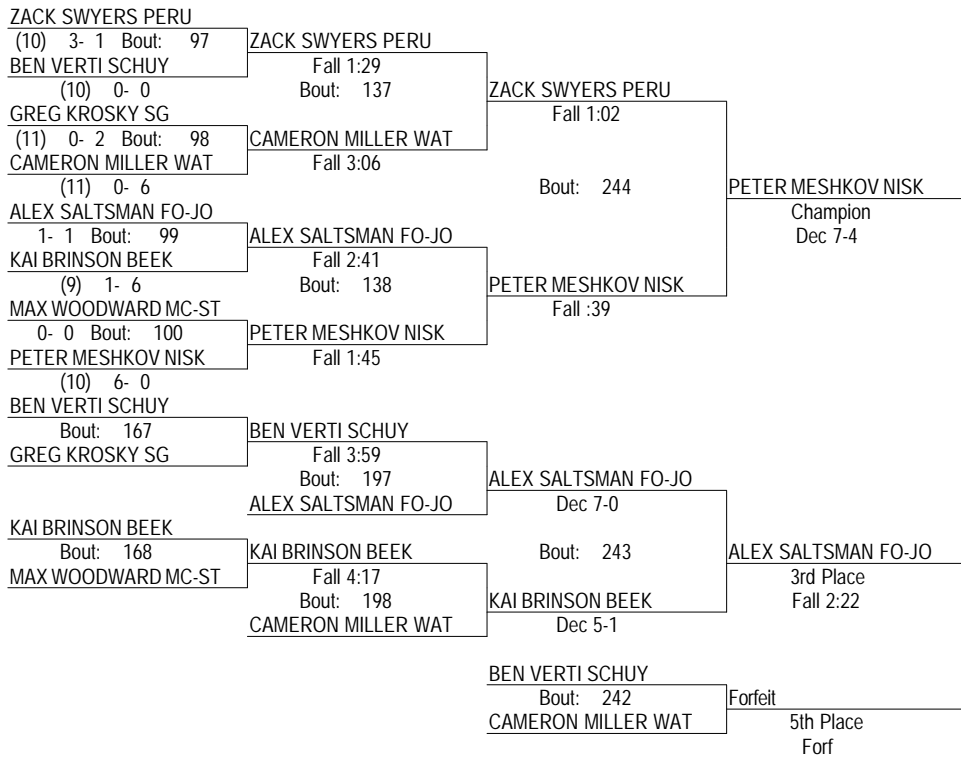 ZACK SWYERS PERU
(10) 3- 1 Bout: 97
BEN VERTI SCHUY
(10) 0- 0
GREG KROSKY SG
(11) 0- 2 Bout: 98
CAMERON MILLER WAT
(11) 0- 6
ALEX SALTSMAN FO-JO
1- 1 Bout: 99
KAI BRINSON BEEK
(9) 1- 6
MAX WOODWARD MC-ST
0- 0 Bout: 100
PETER MESHKOV NISK
(10) 6- 0
ZACK SWYERS PERU
Fall 1:29
Bout: 137
CAMERON MILLER WAT
Fall 3:06
ALEX SALTSMAN FO-JO
Fall 2:41
Bout: 138
PETER MESHKOV NISK
Fall 1:45
ZACK SWYERS PERU
Fall 1:02
Bout: 244
PETER MESHKOV NISK
Fall :39
PETER MESHKOV NISK
Champion
Dec 7-4
BEN VERTI SCHUY
Bout: 167
GREG KROSKY SG
KAI BRINSON BEEK
Bout: 168
MAX WOODWARD MC-ST
BEN VERTI SCHUY
Fall 3:59
Bout: 197
ALEX SALTSMAN FO-JO
KAI BRINSON BEEK
Fall 4:17
Bout: 198
CAMERON MILLER WAT
ALEX SALTSMAN FO-JO
Dec 7-0
Bout: 243
KAI BRINSON BEEK
Dec 5-1
ALEX SALTSMAN FO-JO
3rd Place
Fall 2:22
BEN VERTI SCHUY
Bout: 242
CAMERON MILLER WAT
Forfeit
5th Place
Forf